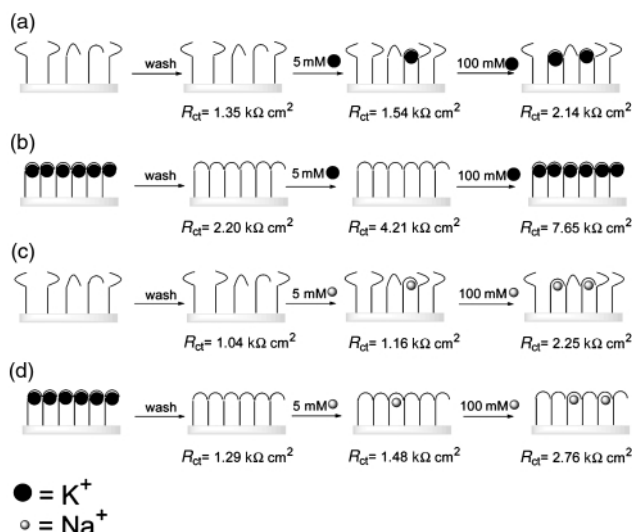 (a)
wash 5 mM 100 mM
Rct= 1.35 kΩ cm² Rct= 1.54 kΩ cm² Rct= 2.14 kΩ cm²
(b)
wash 5 mM 100 mM
Rct= 2.20 kΩ cm² Rct= 4.21 kΩ cm² Rct= 7.65 kΩ cm²
(c)
wash 5 mM 100 mM
Rct= 1.04 kΩ cm² Rct= 1.16 kΩ cm² Rct= 2.25 kΩ cm²
(d)
wash 5 mM 100 mM
Rct= 1.29 kΩ cm² Rct= 1.48 kΩ cm² Rct= 2.76 kΩ cm²
= K⁺
= Na⁺